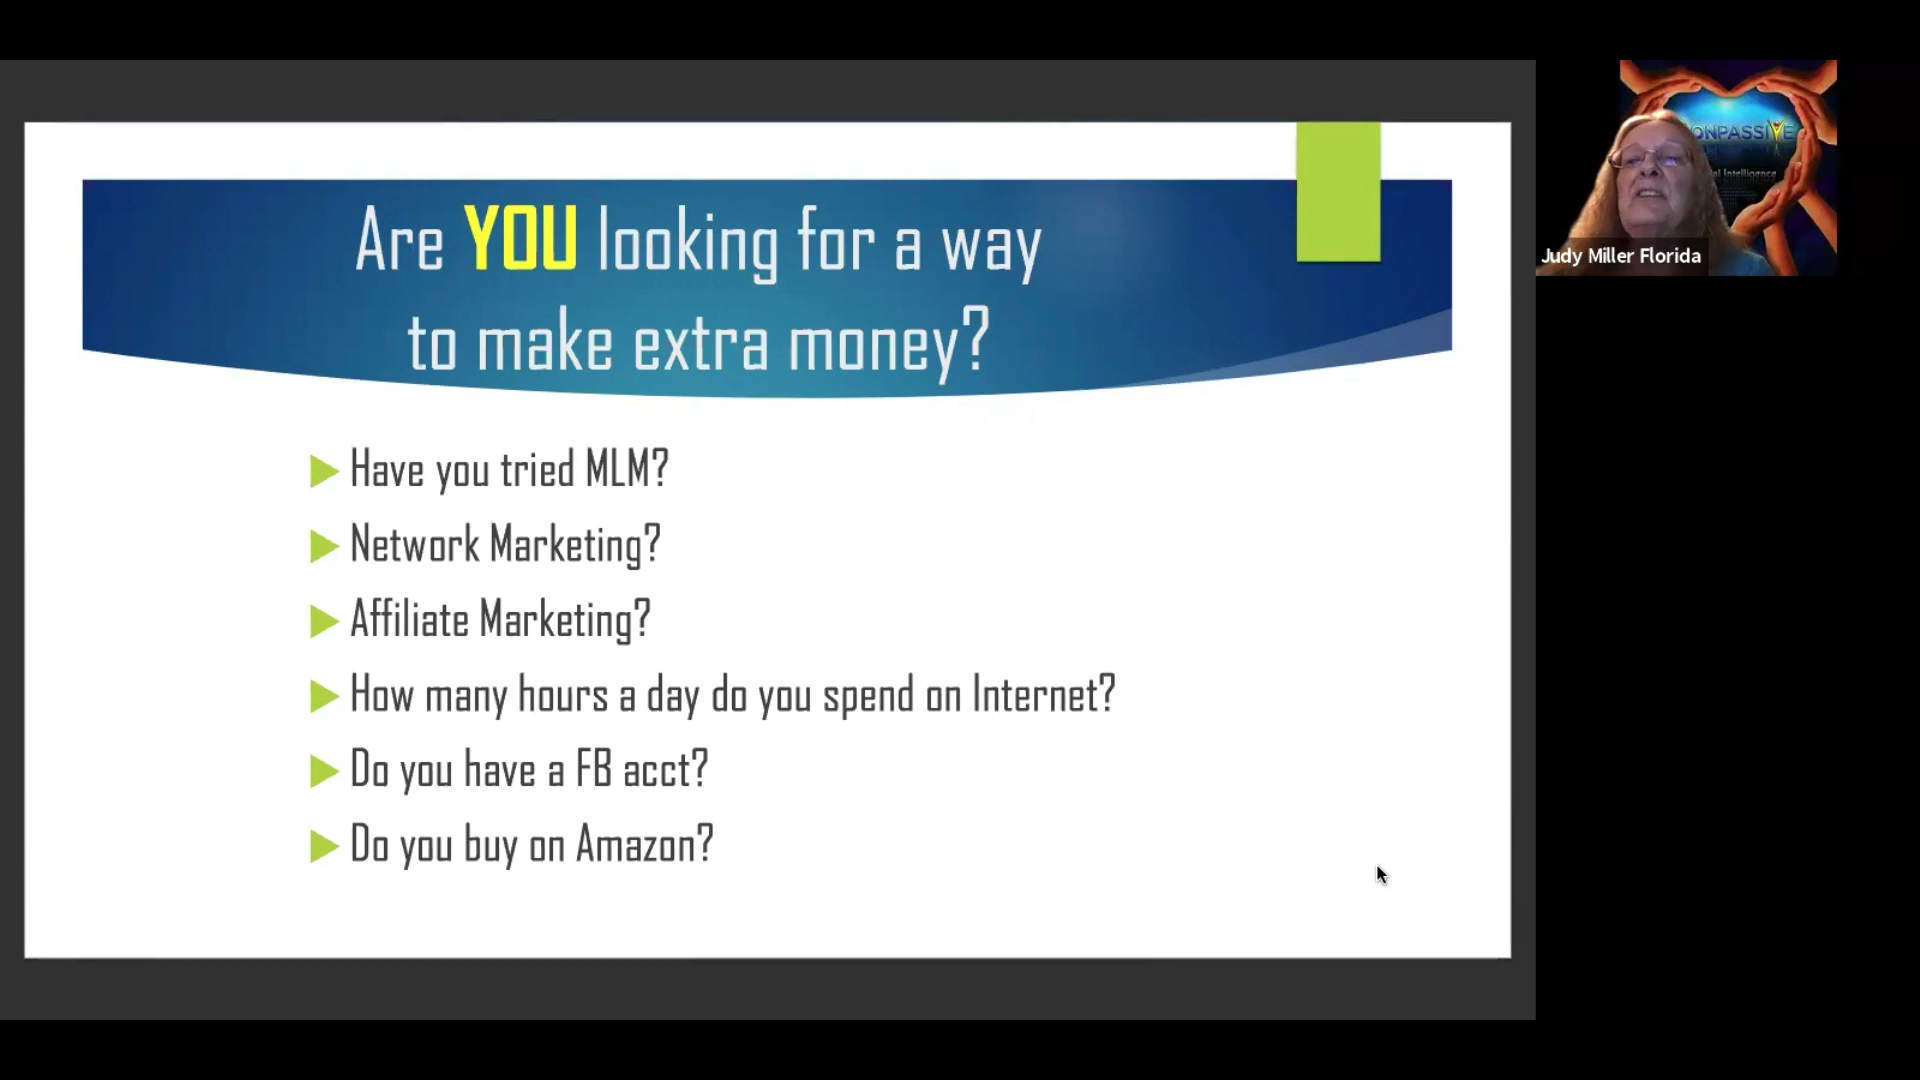 Are YOU looking for a way
to make extra money?
Have you tried MLM?
Network Marketing?
Affiliate Marketing?
How many hours a day do you spend on Internet?
Do you have a FB acct?
Do you buy on Amazon?
ONPASSIVE
Intelligence
Judy Miller Florida